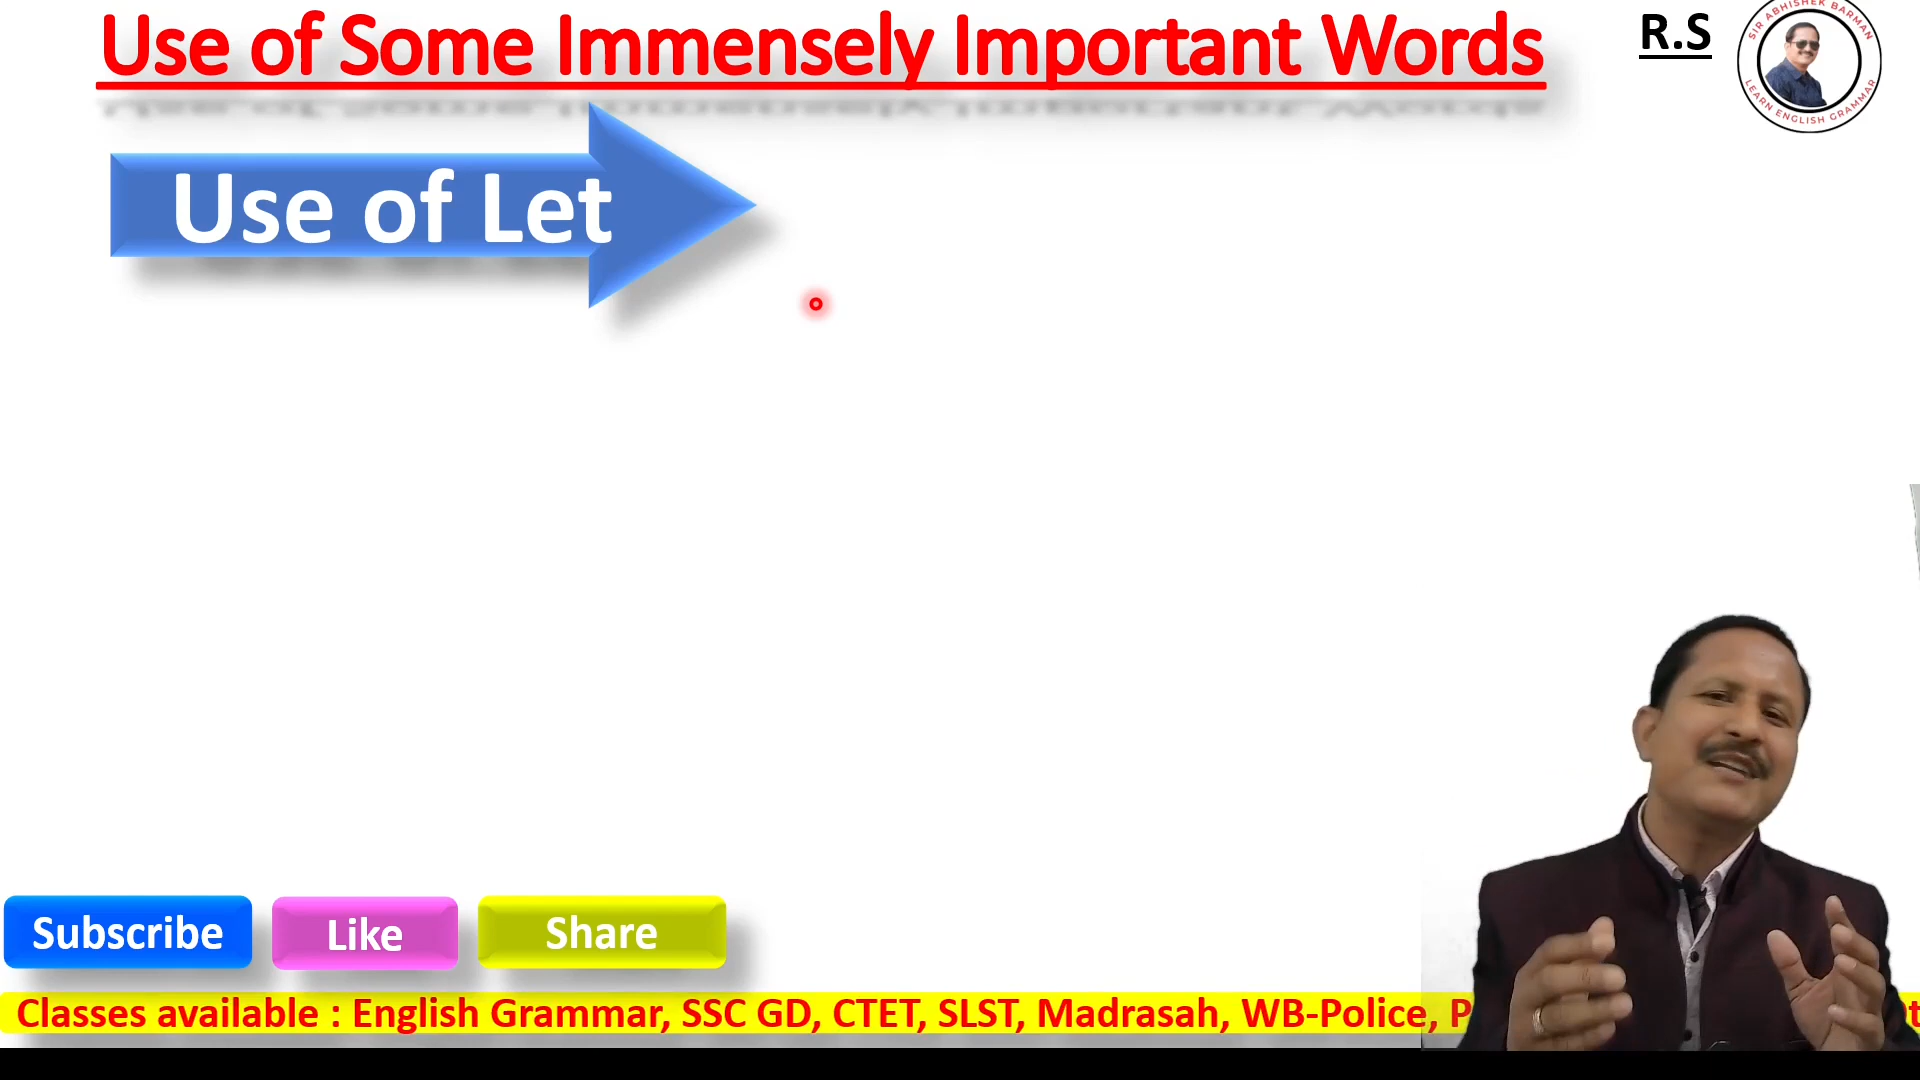 Use of Some Immensely Important Words
R.S
SIR ABHISHEK BARMAN
LEARN ENGLISH GRAMMAR
Use of Let
Subscribe
Like
Share
Classes available : English Grammar, SSC GD, CTET, SLST, Madrasah, WB-Police,